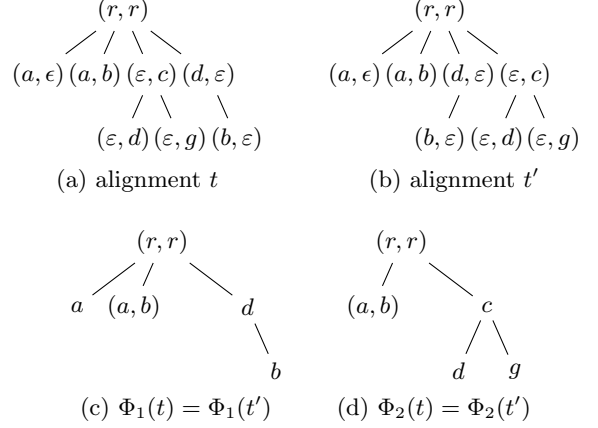 (r, r) (r, r)
(a, ϵ) (a, b) (ε, c) (d, ε) (a, ϵ) (a, b) (d, ε) (ε, c)
(ε, d) (ε, g) (b, ε) (b, ε) (ε, d) (ε, g)
(a) alignment t (b) alignment t′
(r, r) (r, r)
a (a, b) d (a, b) c
b d g
(c) Φ₁(t) = Φ₁(t′) (d) Φ₂(t) = Φ₂(t′)